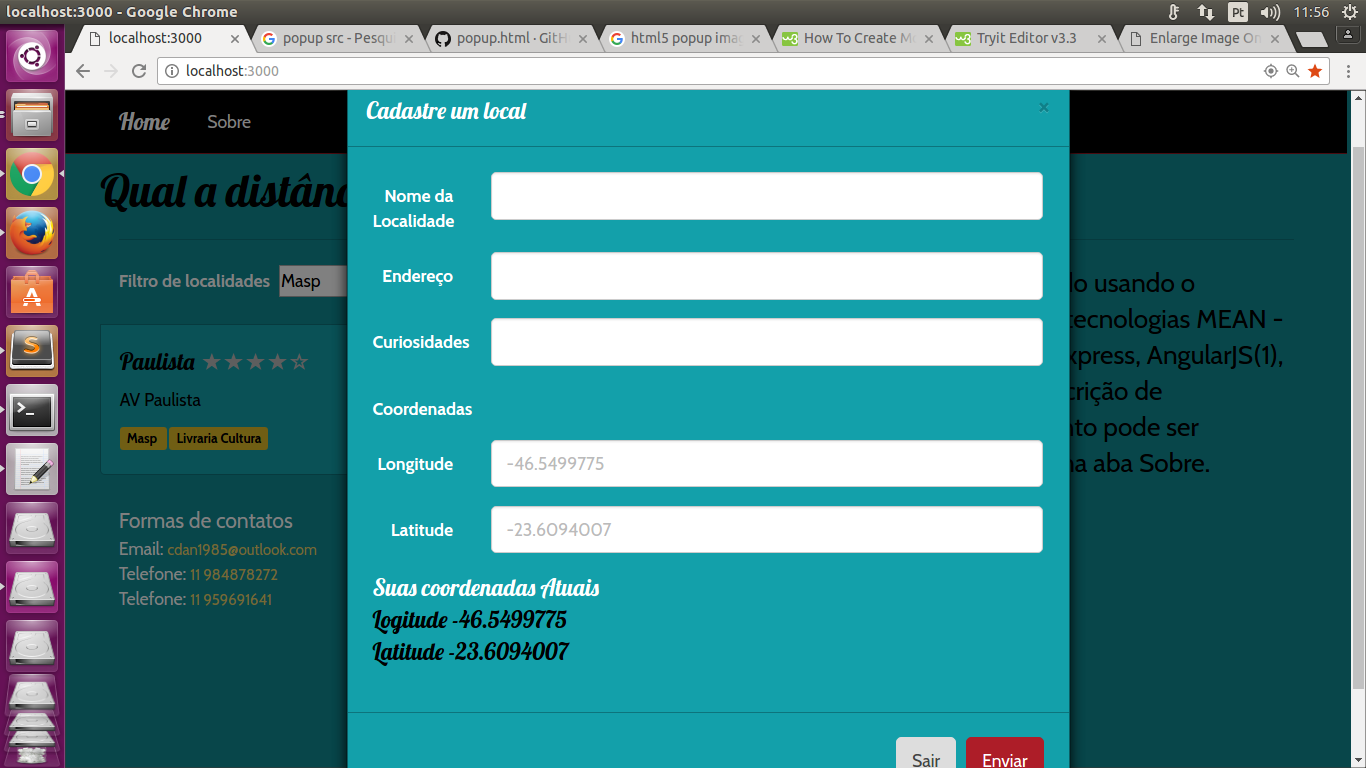 localhost:3000 - Google Chrome
Pt
11:56
localhost:3000
popup src - Pesqu
popup.html · GitH
html5 popup ima
How To Create Mo
Tryit Editor v3.3
Enlarge Image On
localhost:3000
Home
Sobre
Cadastre um local
×
Qual a distân
Filtro de localidades
Masp
Paulista
AV Paulista
Masp
Livraria Cultura
Formas de contatos
Email: cdan1985@outlook.com
Telefone: 11 984878272
Telefone: 11 959691641
Nome da
Localidade
Endereço
Curiosidades
Coordenadas
Longitude
-46.5499775
Latitude
-23.6094007
Suas coordenadas Atuais
Logitude -46.5499775
Latitude -23.6094007
Sair
Enviar
do usando o
tecnologias MEAN -
xpress, AngularJS(1),
crição de
nto pode ser
na aba Sobre.